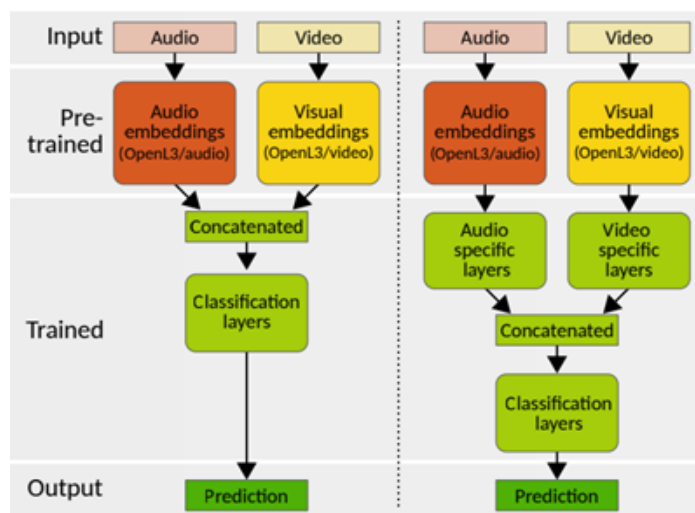 Input
Audio
Video
Audio
Video
Pre-
trained
Audio
embeddings
(OpenL3/audio)
Visual
embeddings
(OpenL3/video)
Audio
embeddings
(OpenL3/audio)
Visual
embeddings
(OpenL3/video)
Trained
Concatenated
Classification
layers
Audio
specific
layers
Video
specific
layers
Concatenated
Classification
layers
Output
Prediction
Prediction